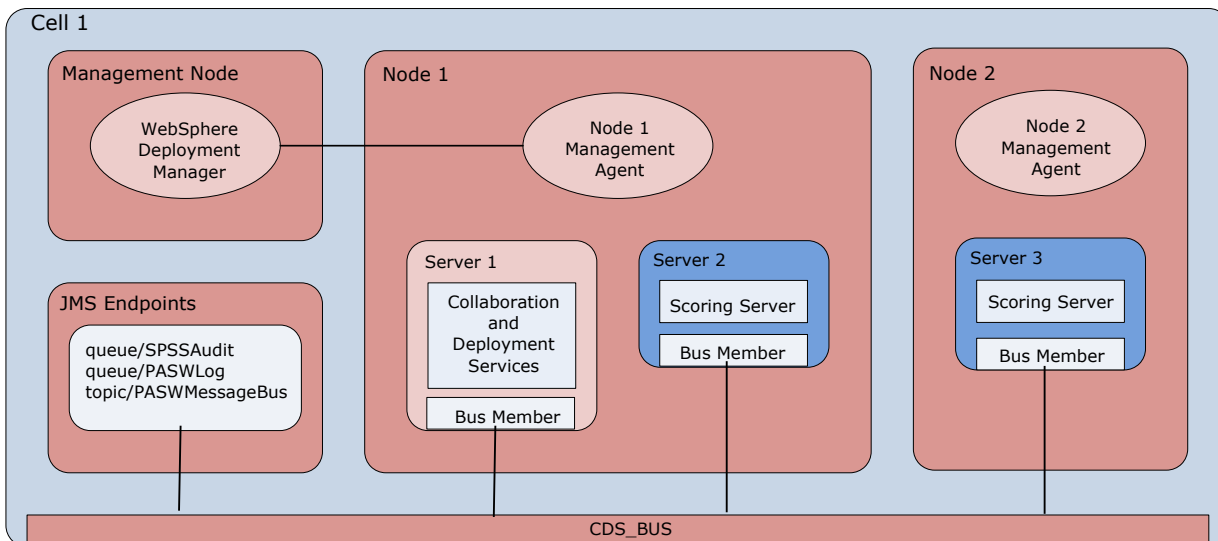 Cell 1
Management Node
WebSphere
Deployment
Manager
Node 1
Node 1
Management
Agent
Node 2
Node 2
Management
Agent
Server 1
Collaboration
and
Deployment
Services
Bus Member
Server 2
Scoring Server
Bus Member
Server 3
Scoring Server
Bus Member
JMS Endpoints
queue/SPSSAudit
queue/PASWLog
topic/PASWMessageBus
CDS_BUS